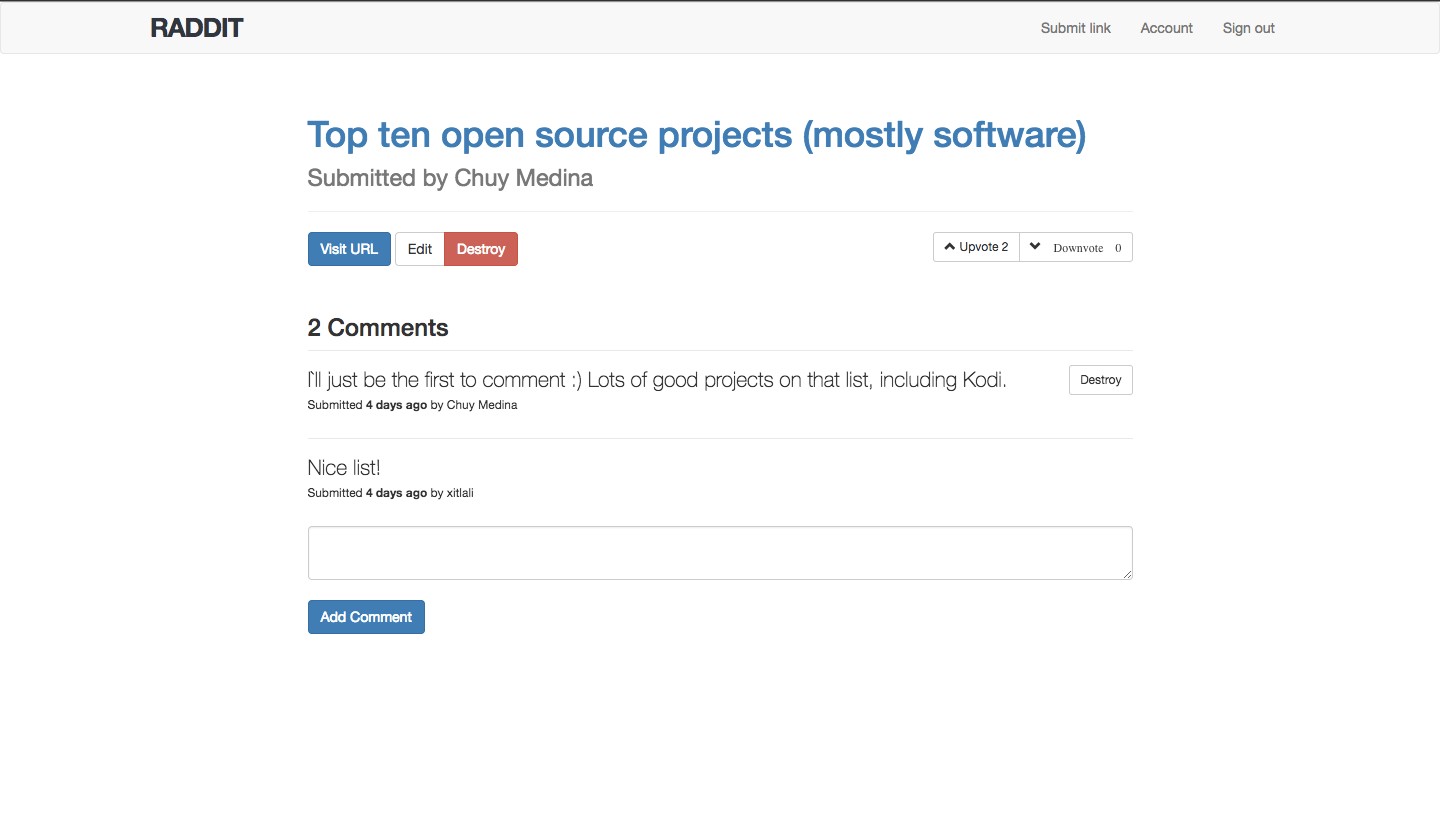 RADDIT Submit link Account Sign out
Top ten open source projects (mostly software)
Submitted by Chuy Medina
Visit URL Edit Destroy Upvote 2 Downvote 0
2 Comments
I`ll just be the first to comment :) Lots of good projects on that list, including Kodi. Destroy
Submitted 4 days ago by Chuy Medina
Nice list!
Submitted 4 days ago by xitlali
Add Comment